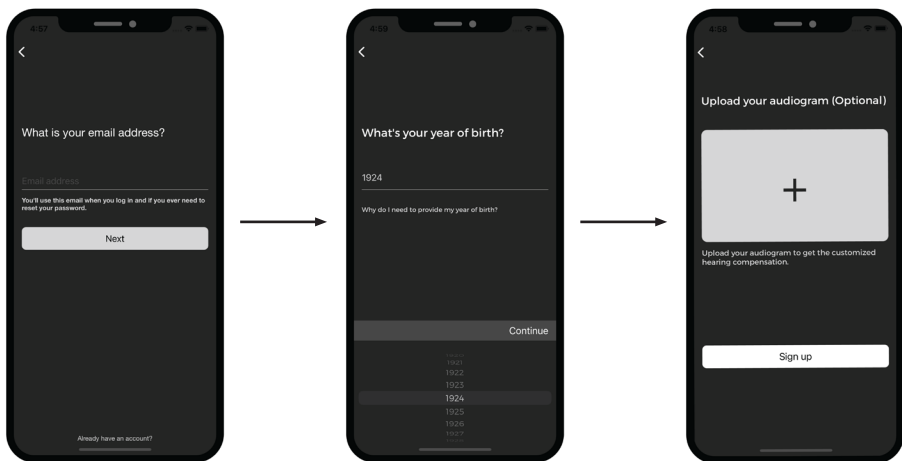 4:57
What is your email address?
Email address
You'll use this email when you log in and if you ever need to
reset your password.
Next
Already have an account?
4:59
What's your year of birth?
1924
Why do I need to provide my year of birth?
Continue
1921
1922
1923
1924
1925
1926
1927
4:59
Upload your audiogram (Optional)
+
Upload your audiogram to get the customized
hearing compensation.
Sign up